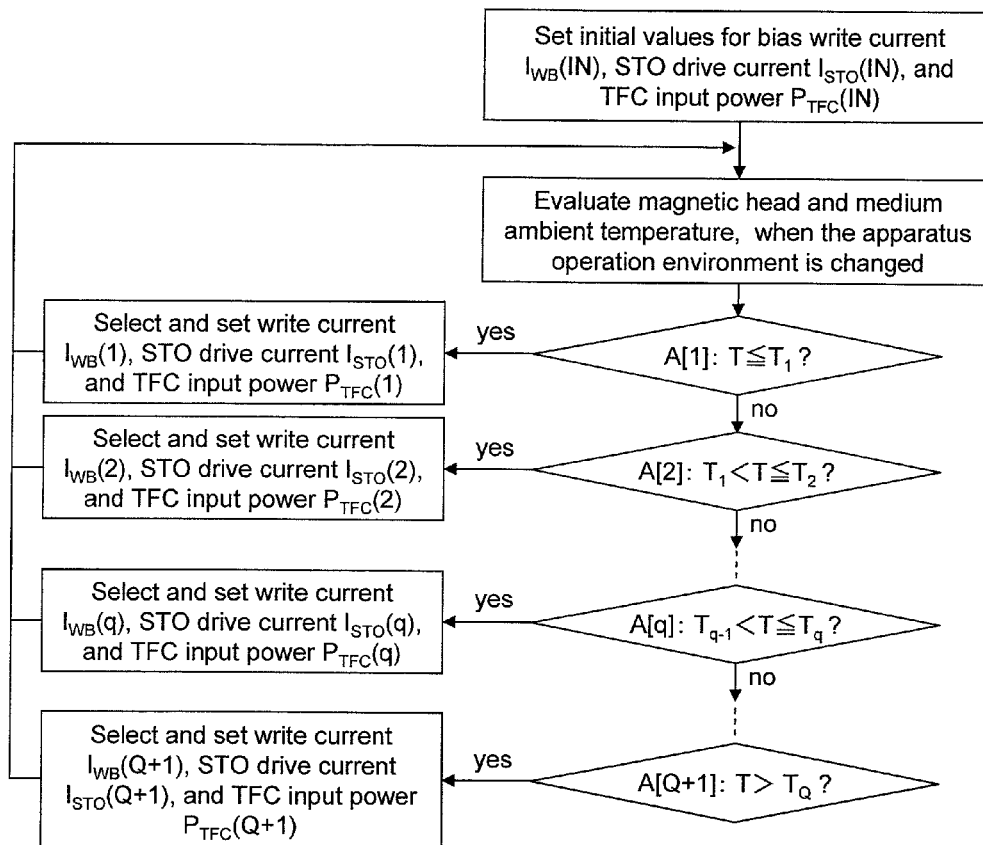 Set initial values for bias write current
I_WB(IN), STO drive current I_STO(IN), and
TFC input power P_TFC(IN)
Evaluate magnetic head and medium
ambient temperature, when the apparatus
operation environment is changed
Select and set write current
I_WB(1), STO drive current I_STO(1),
and TFC input power P_TFC(1)
yes
A[1]: T≦T_1 ?
no
Select and set write current
I_WB(2), STO drive current I_STO(2),
and TFC input power P_TFC(2)
yes
A[2]: T_1<T≦T_2 ?
no
Select and set write current
I_WB(q), STO drive current I_STO(q),
and TFC input power P_TFC(q)
yes
A[q]: T_q-1<T≦T_q ?
no
Select and set write current
I_WB(Q+1), STO drive current
I_STO(Q+1), and TFC input power
P_TFC(Q+1)
yes
A[Q+1]: T> T_Q ?